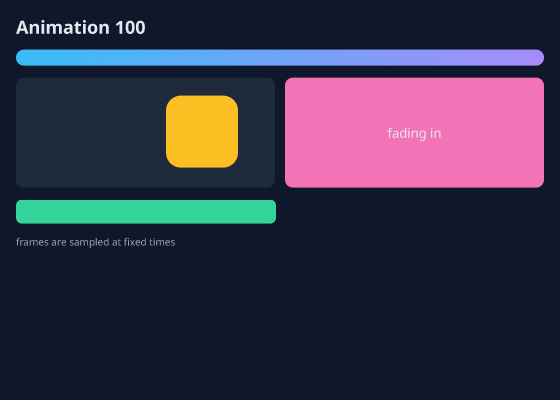 Animation 100
fading in
frames are sampled at fixed times